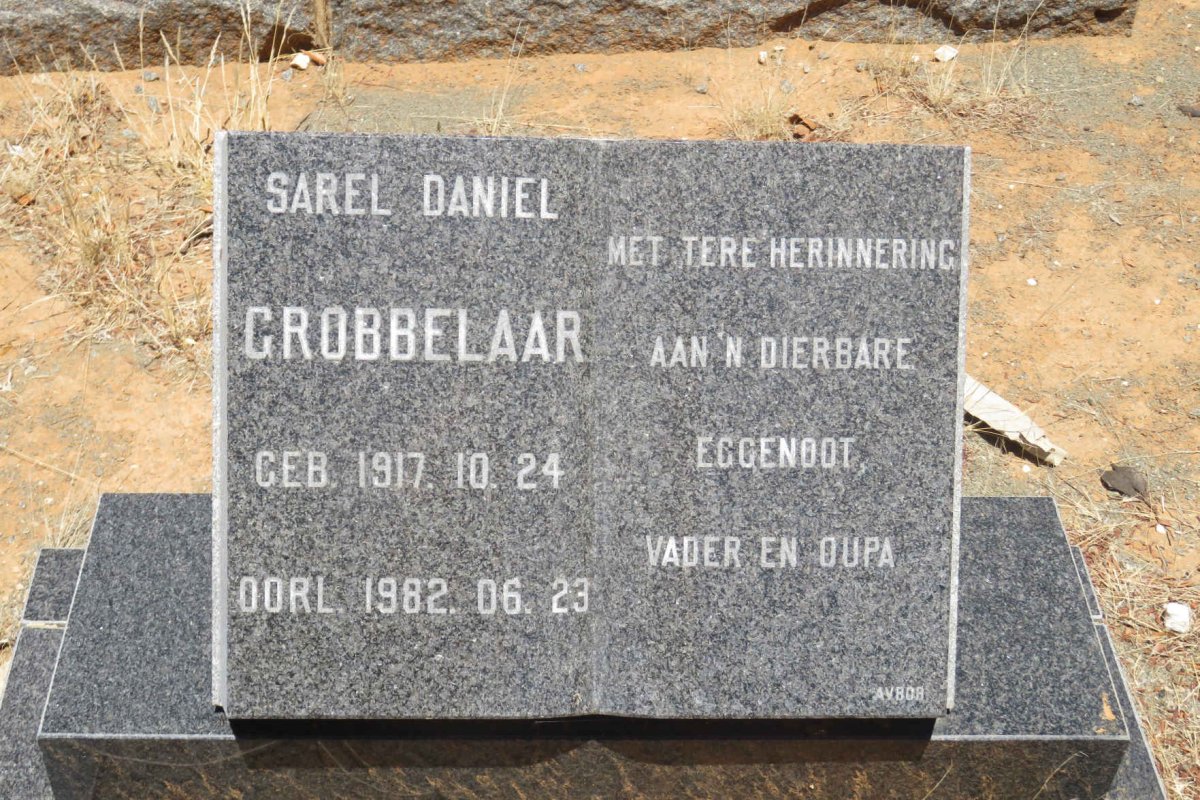 SAREL DANIEL
GROBBELAAR
GEB. 1917. 10. 24
OORL. 1982. 06. 23
MET TERE HERINNERING
AAN 'N DIERBARE
EGGENOOT,
VADER EN OUPA
AVBOB